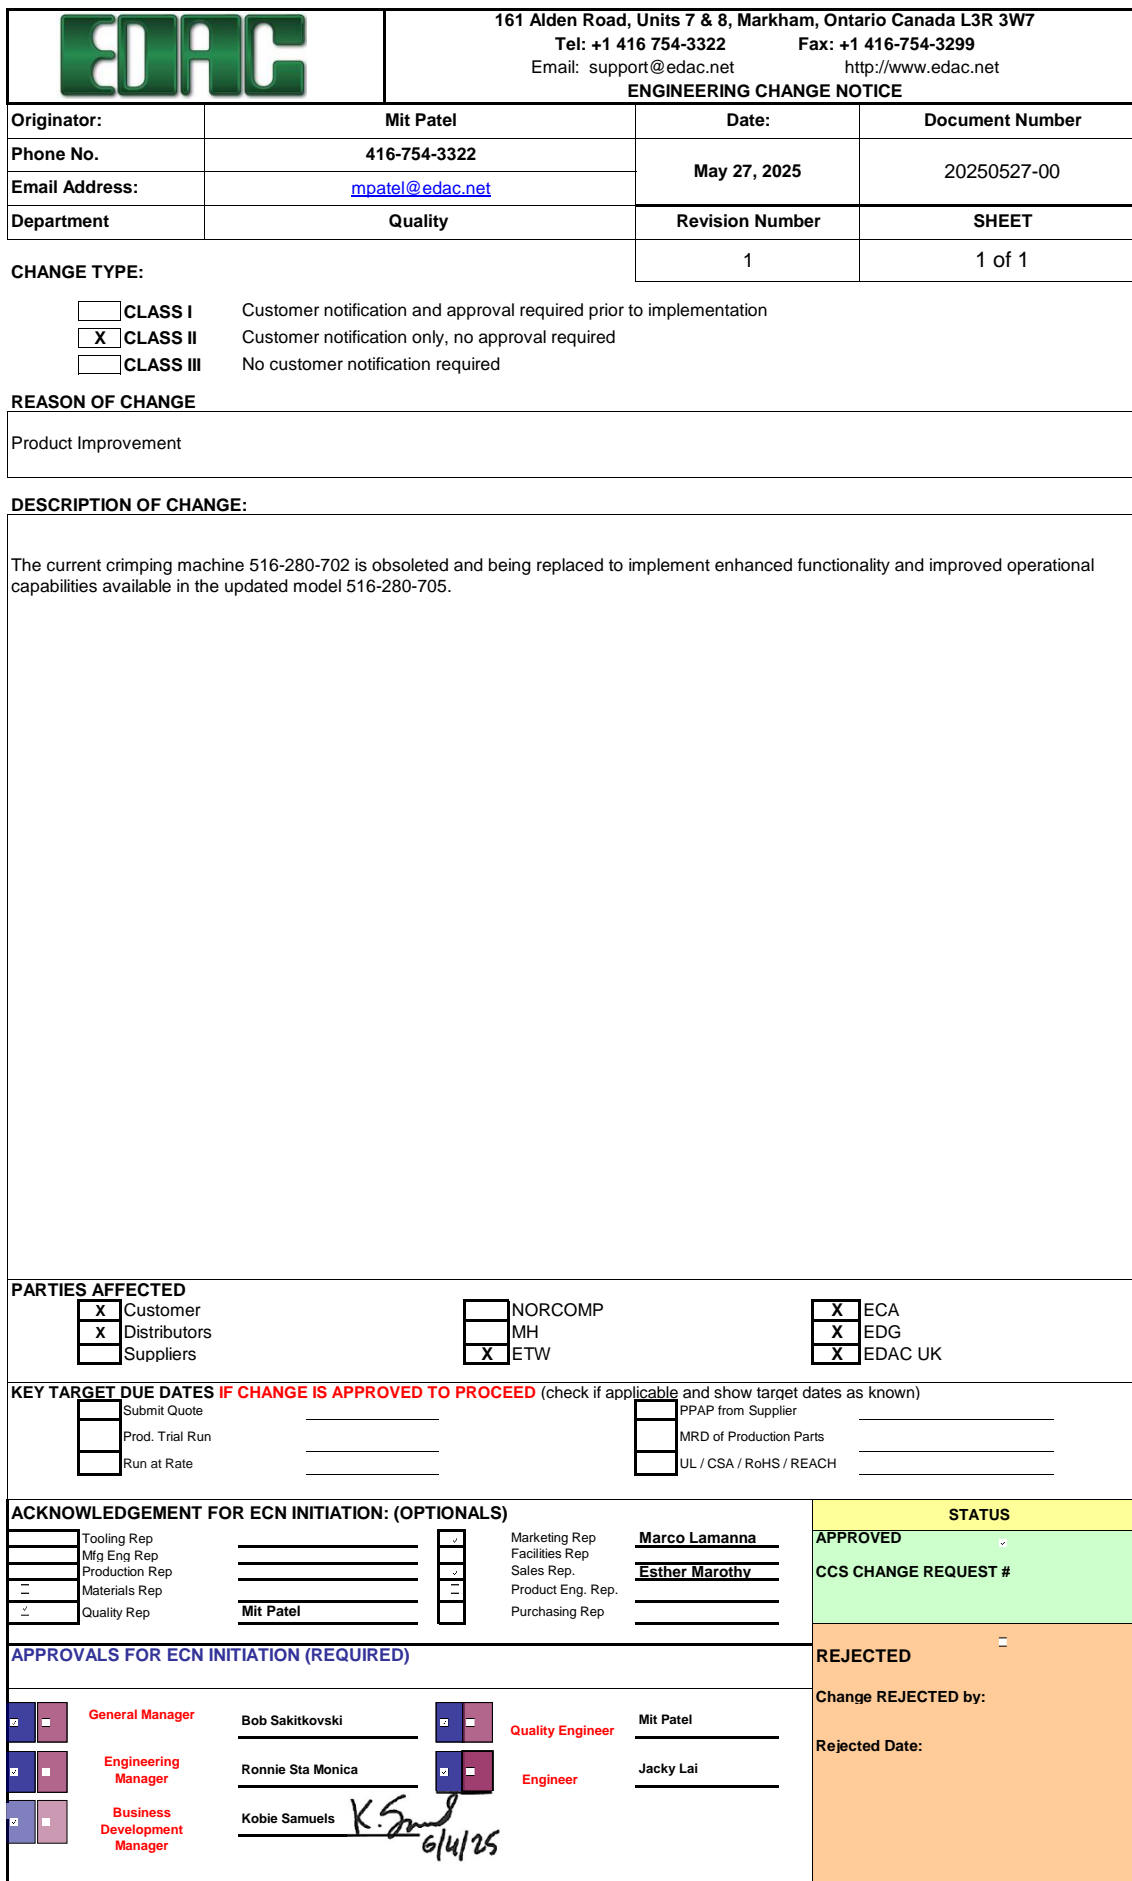 EDAC
161 Alden Road, Units 7 & 8, Markham, Ontario Canada L3R 3W7
Tel: +1 416 754-3322 Fax: +1 416-754-3299
Email: support@edac.net http://www.edac.net
ENGINEERING CHANGE NOTICE
Originator: Mit Patel Date: Document Number
Phone No. 416-754-3322
May 27, 2025 20250527-00
Email Address: mpatel@edac.net
Department Quality Revision Number SHEET
1 1 of 1
CHANGE TYPE:
CLASS I Customer notification and approval required prior to implementation
X CLASS II Customer notification only, no approval required
CLASS III No customer notification required
REASON OF CHANGE
Product Improvement
DESCRIPTION OF CHANGE:
The current crimping machine 516-280-702 is obsoleted and being replaced to implement enhanced functionality and improved operational
capabilities available in the updated model 516-280-705.
PARTIES AFFECTED
X Customer NORCOMP X ECA
X Distributors MH X EDG
Suppliers X ETW X EDAC UK
KEY TARGET DUE DATES IF CHANGE IS APPROVED TO PROCEED (check if applicable and show target dates as known)
Submit Quote PPAP from Supplier
Prod. Trial Run MRD of Production Parts
Run at Rate UL / CSA / RoHS / REACH
ACKNOWLEDGEMENT FOR ECN INITIATION: (OPTIONALS) STATUS
Tooling Rep Marketing Rep Marco Lamanna APPROVED
Mfg Eng Rep Facilities Rep
Production Rep Sales Rep. Esther Marothy CCS CHANGE REQUEST #
Materials Rep Product Eng. Rep.
Quality Rep Mit Patel Purchasing Rep
APPROVALS FOR ECN INITIATION (REQUIRED) REJECTED
Change REJECTED by:
General Manager Bob Sakitkovski Quality Engineer Mit Patel
Rejected Date:
Engineering
Manager Ronnie Sta Monica Engineer Jacky Lai
Business
Development
Manager Kobie Samuels
6/4/25